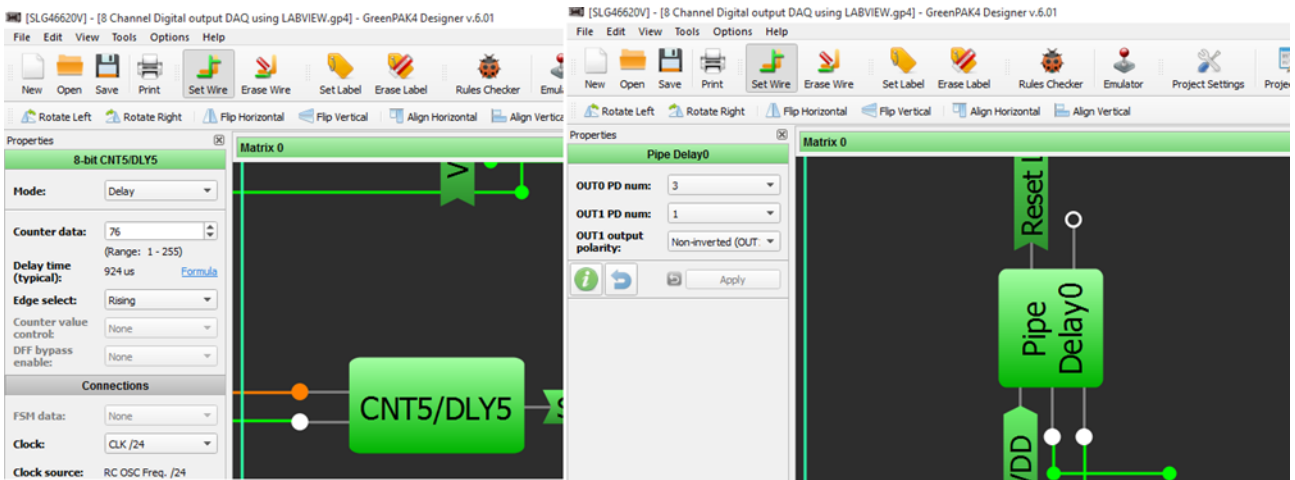 [SLG46620V] - [8 Channel Digital output DAQ using LABVIEW.gp4] - GreenPAK4 Designer v.6.01
File Edit View Tools Options Help
New Open Save Print Set Wire Erase Wire Set Label Erase Label Rules Checker Emul
Rotate Left Rotate Right Flip Horizontal Flip Vertical Align Horizontal Align Vertica
Properties
8-bit CNT5/DLY5
Mode: Delay
Counter data: 76
(Range: 1 - 255)
Delay time (typical): 924 us Formula
Edge select: Rising
Counter value control: None
DFF bypass enable: None
Connections
FSM data: None
Clock: CLK /24
Clock source: RC OSC Freq. /24
Matrix 0
V
CNT5/DLY5
[SLG46620V] - [8 Channel Digital output DAQ using LABVIEW.gp4] - GreenPAK4 Designer v.6.01
File Edit View Tools Options Help
New Open Save Print Set Wire Erase Wire Set Label Erase Label Rules Checker Emulator Project Settings Proje
Rotate Left Rotate Right Flip Horizontal Flip Vertical Align Horizontal Align Vertical
Properties
Pipe Delay0
OUT0 PD num: 3
OUT1 PD num: 1
OUT1 output polarity: Non-inverted (OUT:
Apply
Matrix 0
Reset
Pipe
Delay0
VDD